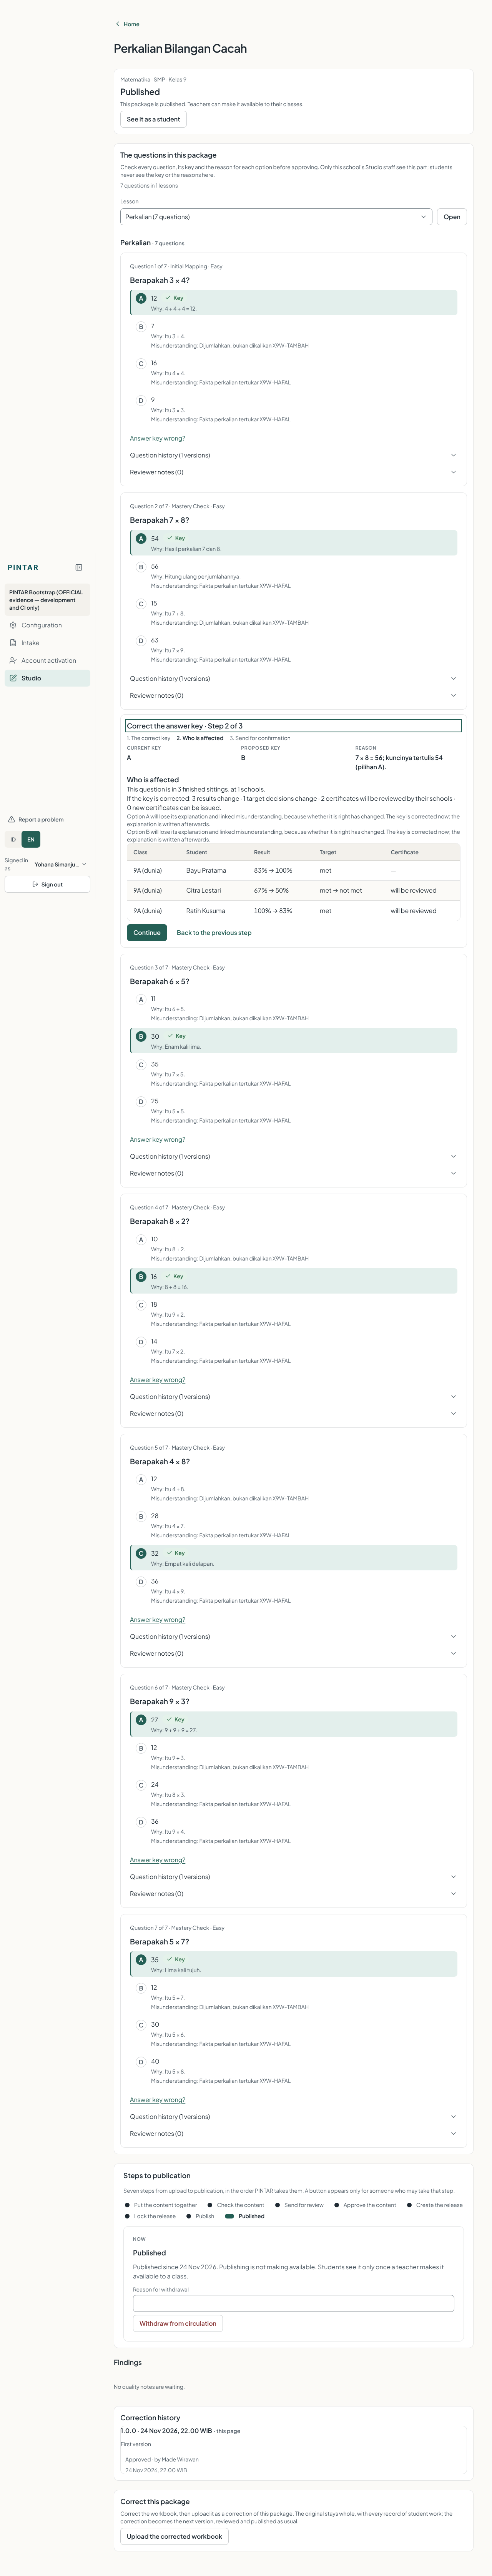 Home
Perkalian Bilangan Cacah
Matematika · SMP · Kelas 9
Published
This package is Published. Teachers can make it available to their classes.
See it as a student
The questions in this package
Check every question, its key and the reason for each option before approving. Only this school's Studio staff see this part: students
never see the key or the reasons here.
7 questions in 1 lessons
Lesson
Perkalian (7 questions)
Open
Perkalian · 7 questions
Question 1 of 7 · Initial Mapping · Easy
Berapakah 3 × 4?
A 12 Key
Why: 4 + 4 + 4 = 12.
B 7
Why: Itu 3 + 4.
Misunderstanding: Dijumlahkan, bukan dikalikan X9W-TAMBAH
C 16
Why: Itu 4 × 4.
Misunderstanding: Fakta perkalian tertukar X9W-HAFAL
D 9
Why: Itu 3 × 3.
Misunderstanding: Fakta perkalian tertukar X9W-HAFAL
Answer key wrong?
Question history (1 versions)
Reviewer notes (0)
Question 2 of 7 · Mastery Check · Easy
Berapakah 7 × 8?
A 54 Key
Why: Hasil perkalian 7 dan 8.
B 56
Why: Hitung ulang penjumlahannya.
Misunderstanding: Fakta perkalian tertukar X9W-HAFAL
C 15
Why: Itu 7 + 8.
Misunderstanding: Dijumlahkan, bukan dikalikan X9W-TAMBAH
D 63
Why: Itu 7 × 9.
Misunderstanding: Fakta perkalian tertukar X9W-HAFAL
Question history (1 versions)
Reviewer notes (0)
PINTAR
PINTAR Bootstrap (OFFICIAL
evidence — development
and CI only)
Configuration
Intake
Account activation
Studio
Report a problem
ID EN
Signed in
as
Yohana Simanju...
Sign out
Correct the answer key · Step 2 of 3
1. The correct key 2. Who is affected 3. Send for confirmation
CURRENT KEY PROPOSED KEY REASON
A B 7 × 8 = 56; kuncinya tertulis 54
(pilihan A).
Who is affected
This question is in 3 finished sittings, at 1 schools.
If the key is corrected: 3 results change · 1 target decisions change · 2 certificates will be reviewed by their schools ·
0 new certificates can be issued.
Option A will lose its explanation and linked misunderstanding, because whether it is right has changed. The key is corrected now; the
explanation is written afterwards.
Option B will lose its explanation and linked misunderstanding, because whether it is right has changed. The key is corrected now; the
explanation is written afterwards.
Class Student Result Target Certificate
9A (dunia) Bayu Pratama 83% → 100% met —
9A (dunia) Citra Lestari 67% → 50% met → not met will be reviewed
9A (dunia) Ratih Kusuma 100% → 83% met will be reviewed
Continue
Back to the previous step
Question 3 of 7 · Mastery Check · Easy
Berapakah 6 × 5?
A 11
Why: Itu 6 + 5.
Misunderstanding: Dijumlahkan, bukan dikalikan X9W-TAMBAH
B 30 Key
Why: Enam kali lima.
C 35
Why: Itu 7 × 5.
Misunderstanding: Fakta perkalian tertukar X9W-HAFAL
D 25
Why: Itu 5 × 5.
Misunderstanding: Fakta perkalian tertukar X9W-HAFAL
Answer key wrong?
Question history (1 versions)
Reviewer notes (0)
Question 4 of 7 · Mastery Check · Easy
Berapakah 8 × 2?
A 10
Why: Itu 8 + 2.
Misunderstanding: Dijumlahkan, bukan dikalikan X9W-TAMBAH
B 16 Key
Why: 8 + 8 = 16.
C 18
Why: Itu 9 × 2.
Misunderstanding: Fakta perkalian tertukar X9W-HAFAL
D 14
Why: Itu 7 × 2.
Misunderstanding: Fakta perkalian tertukar X9W-HAFAL
Answer key wrong?
Question history (1 versions)
Reviewer notes (0)
Question 5 of 7 · Mastery Check · Easy
Berapakah 4 × 8?
A 12
Why: Itu 4 + 8.
Misunderstanding: Dijumlahkan, bukan dikalikan X9W-TAMBAH
B 28
Why: Itu 4 × 7.
Misunderstanding: Fakta perkalian tertukar X9W-HAFAL
C 32 Key
Why: Empat kali delapan.
D 36
Why: Itu 4 × 9.
Misunderstanding: Fakta perkalian tertukar X9W-HAFAL
Answer key wrong?
Question history (1 versions)
Reviewer notes (0)
Question 6 of 7 · Mastery Check · Easy
Berapakah 9 × 3?
A 27 Key
Why: 9 + 9 + 9 = 27.
B 12
Why: Itu 9 + 3.
Misunderstanding: Dijumlahkan, bukan dikalikan X9W-TAMBAH
C 24
Why: Itu 8 × 3.
Misunderstanding: Fakta perkalian tertukar X9W-HAFAL
D 36
Why: Itu 9 × 4.
Misunderstanding: Fakta perkalian tertukar X9W-HAFAL
Answer key wrong?
Question history (1 versions)
Reviewer notes (0)
Question 7 of 7 · Mastery Check · Easy
Berapakah 5 × 7?
A 35 Key
Why: Lima kali tujuh.
B 12
Why: Itu 5 + 7.
Misunderstanding: Dijumlahkan, bukan dikalikan X9W-TAMBAH
C 30
Why: Itu 5 × 6.
Misunderstanding: Fakta perkalian tertukar X9W-HAFAL
D 40
Why: Itu 5 × 8.
Misunderstanding: Fakta perkalian tertukar X9W-HAFAL
Answer key wrong?
Question history (1 versions)
Reviewer notes (0)
Steps to publication
Seven steps from upload to publication, in the order PINTAR takes them. A button appears only for someone who may take that step.
Put the content together Check the content Send for review Approve the content Create the release
Lock the release Publish Published
NOW
Published
Published since 24 Nov 2026. Publishing is not making available. Students see it only once a teacher makes it
available to a class.
Reason for withdrawal
Withdraw from circulation
Findings
No quality notes are waiting.
Correction history
1.0.0 · 24 Nov 2026, 22.00 WIB · this page
First version
Approved · by Made Wirawan
24 Nov 2026, 22.00 WIB
Correct this package
Correct the workbook, then upload it as a correction of this package. The original stays whole, with every record of student work; the
correction becomes the next version, reviewed and published as usual.
Upload the corrected workbook